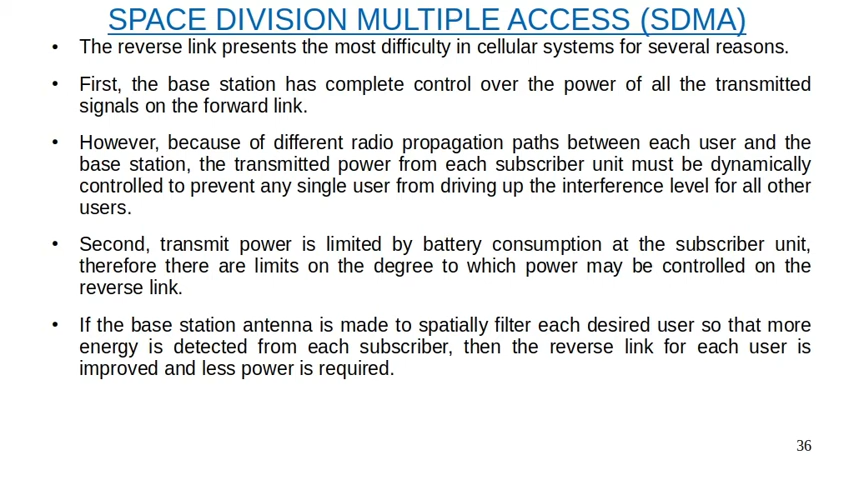 SPACE DIVISION MULTIPLE ACCESS (SDMA)
• The reverse link presents the most difficulty in cellular systems for several reasons.
• First, the base station has complete control over the power of all the transmitted
signals on the forward link.
• However, because of different radio propagation paths between each user and the
base station, the transmitted power from each subscriber unit must be dynamically
controlled to prevent any single user from driving up the interference level for all other
users.
• Second, transmit power is limited by battery consumption at the subscriber unit,
therefore there are limits on the degree to which power may be controlled on the
reverse link.
• If the base station antenna is made to spatially filter each desired user so that more
energy is detected from each subscriber, then the reverse link for each user is
improved and less power is required.
36